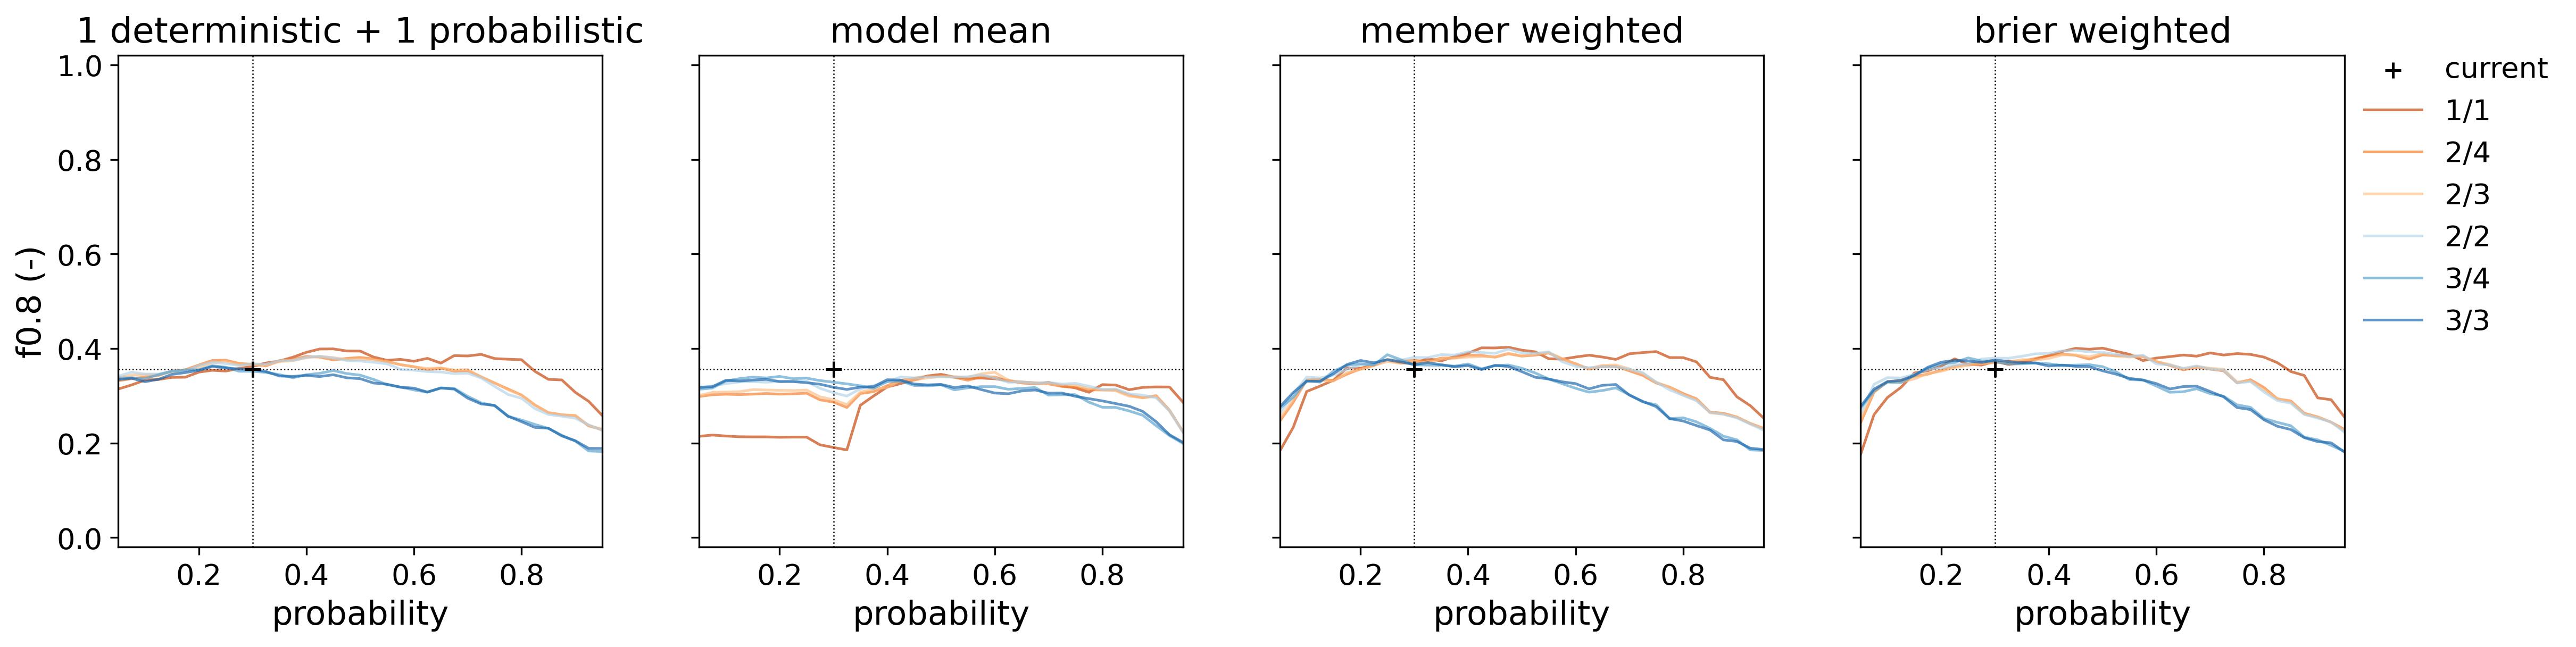 1 deterministic + 1 probabilistic
model mean
member weighted
brier weighted
f0.8 (-)
1.0
0.8
0.6
0.4
0.2
0.0
0.2 0.4 0.6 0.8
0.2 0.4 0.6 0.8
0.2 0.4 0.6 0.8
0.2 0.4 0.6 0.8
probability
probability
probability
probability
current
1/1
2/4
2/3
2/2
3/4
3/3